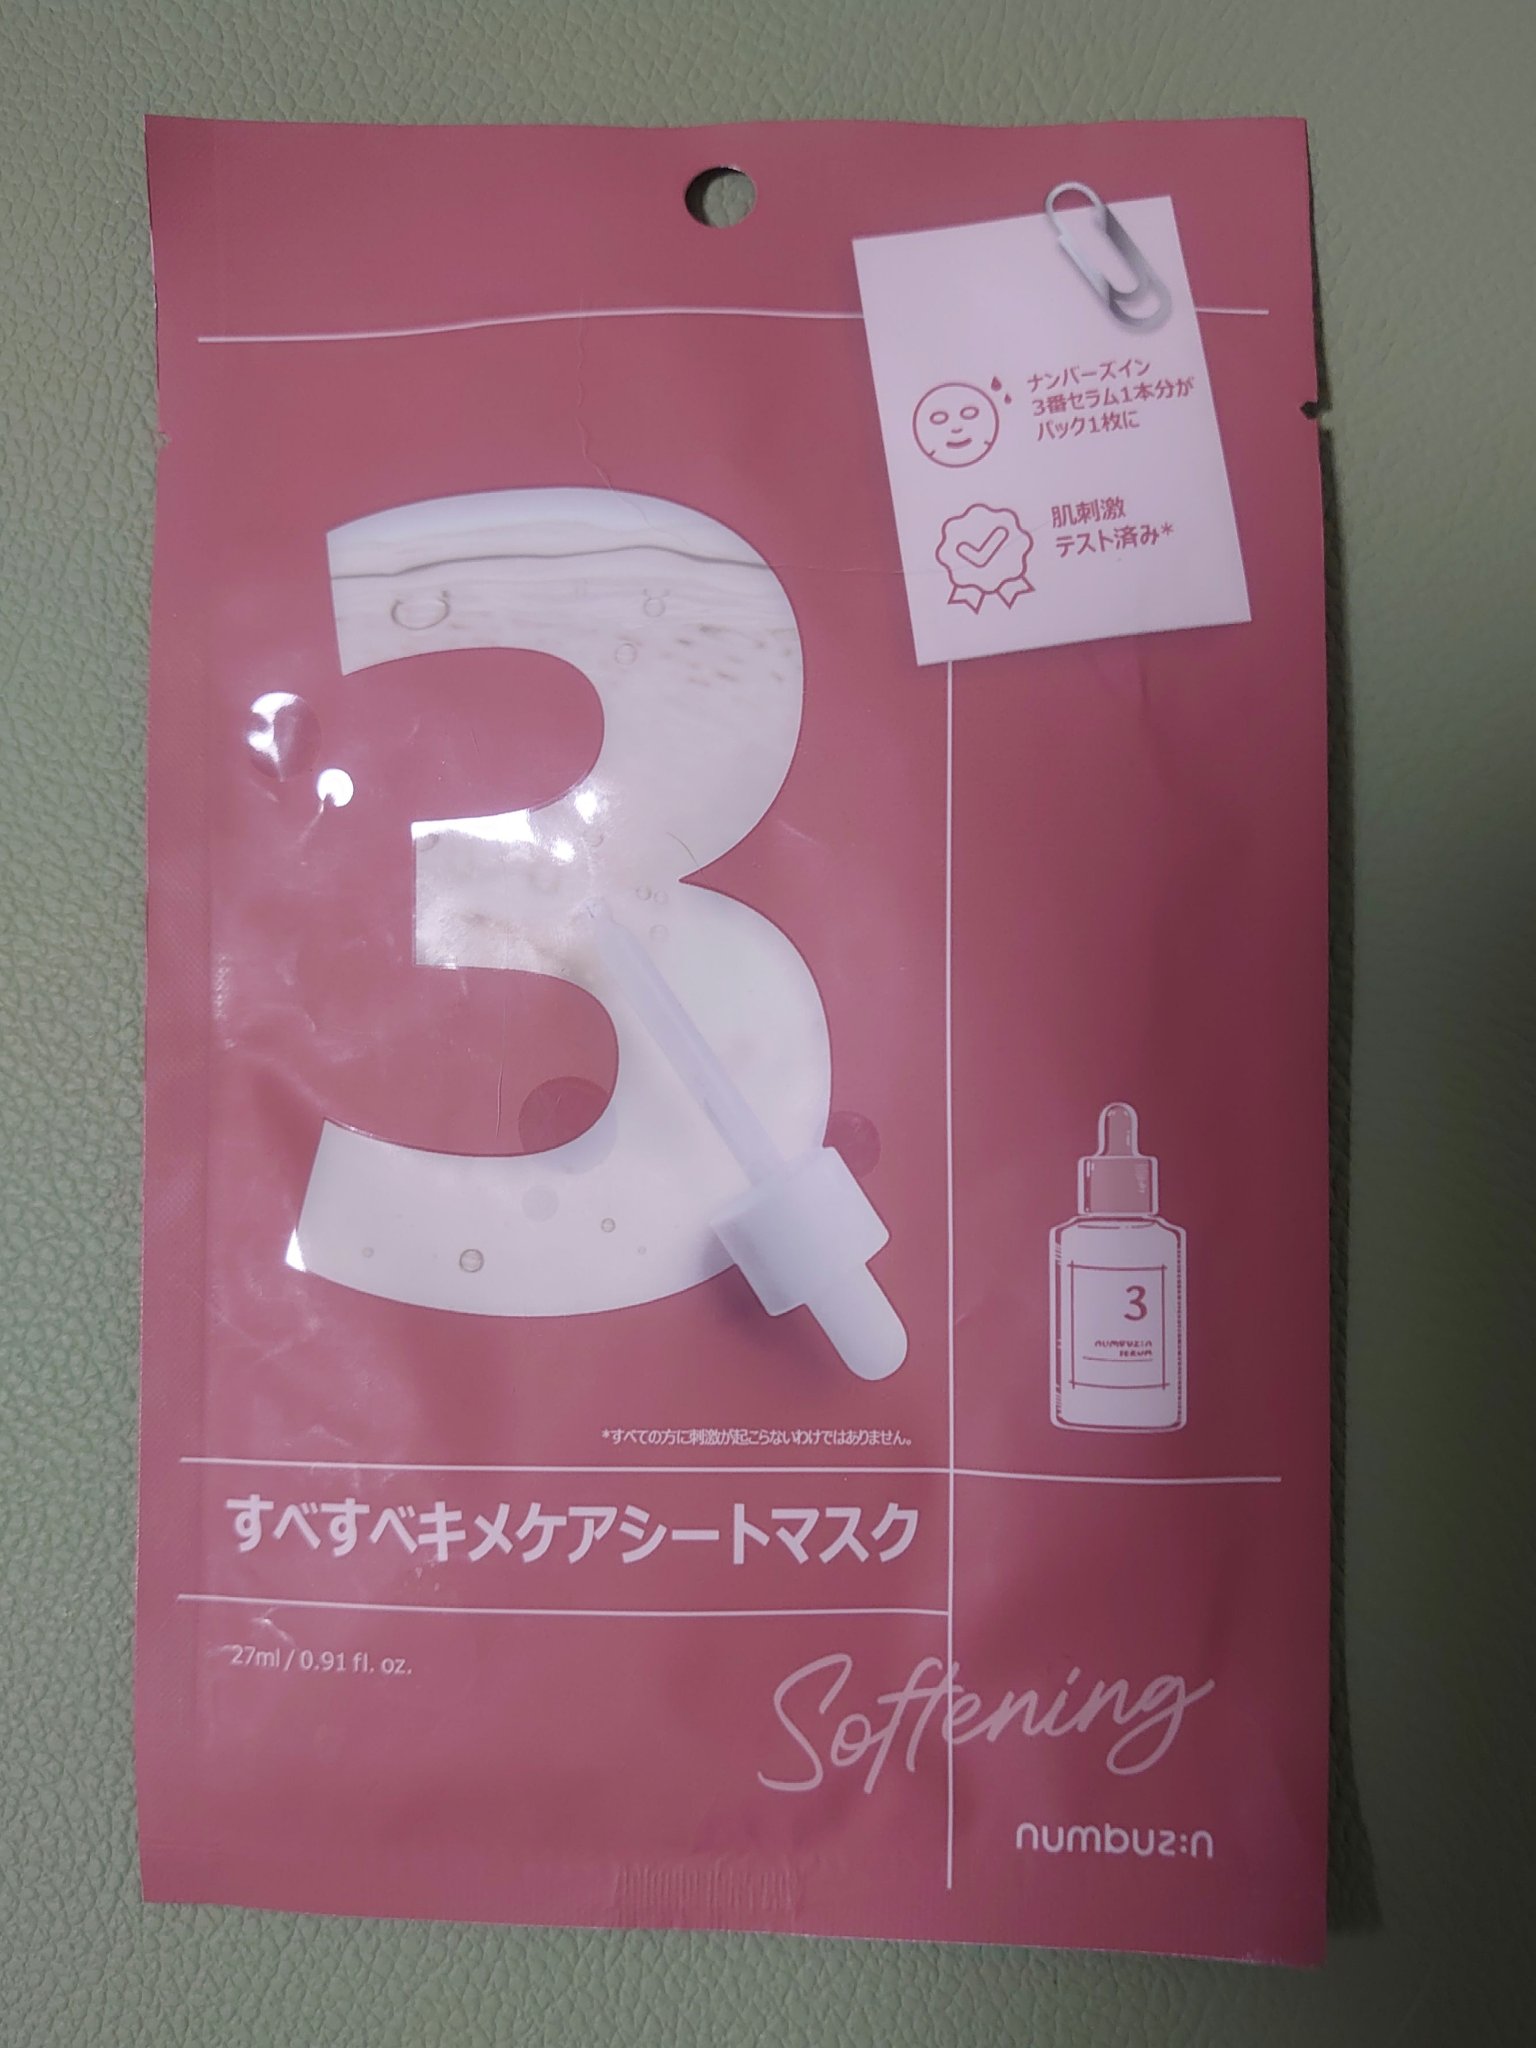 ナンバーズイン
3番セラム1本分が
パック1枚に
肌刺激
テスト済み*
3
3
numbuz:n
SERUM
*すべての方に刺激が起こらないわけではありません。
すべすべキメケアシートマスク
27ml / 0.91 fl. oz.
Softening
numbuz:n